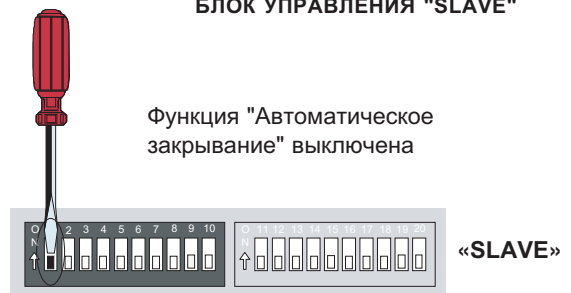 БЛОК УПРАВЛЕНИЯ "SLAVE"
Функция "Автоматическое
закрывание" выключена
O 2 3 4 5 6 7 8 9 10
N
O 11 12 13 14 15 16 17 18 19 20
N
«SLAVE»